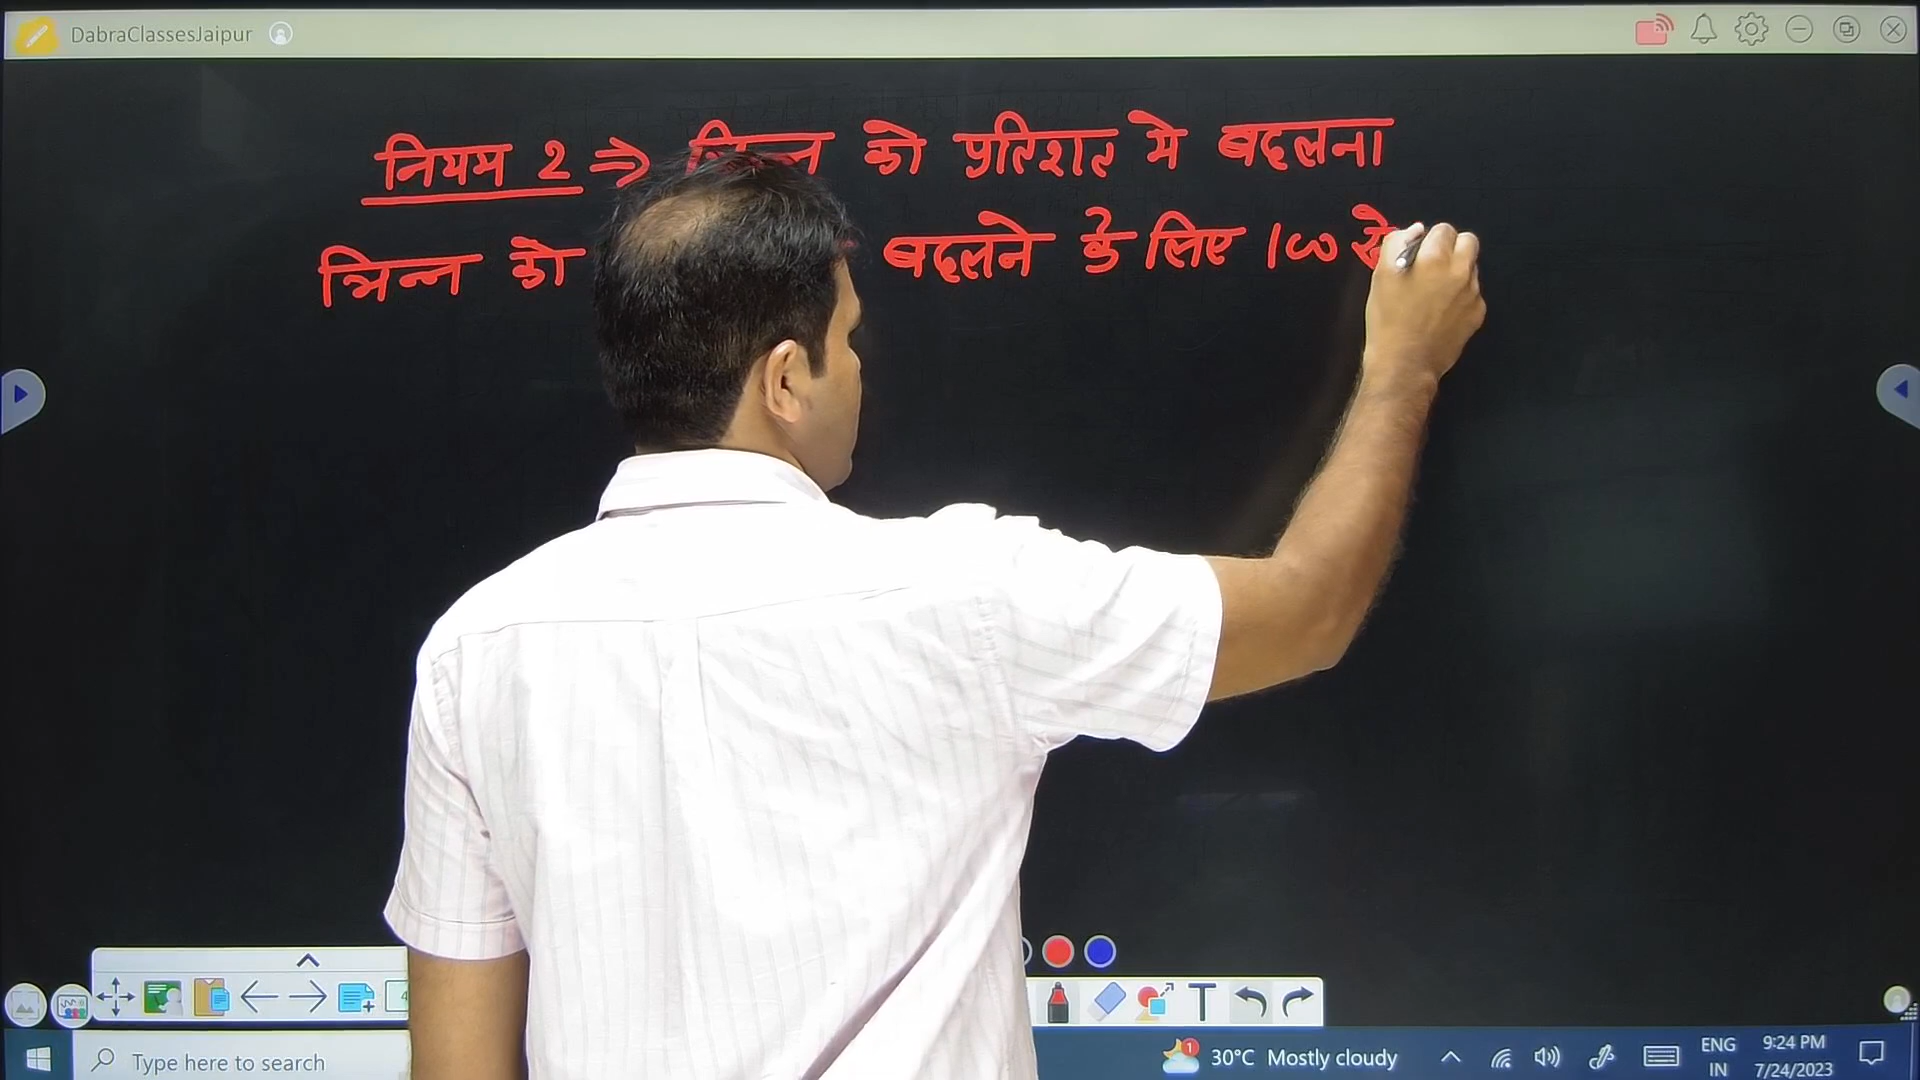 DabraClassesJaipur
नियम 2 ⇒ भिन्न को प्रतिशत मे बदलना
भिन्न को बदलने के लिए 100 से
T
Type here to search
1
30°C Mostly cloudy
ENG
IN
9:24 PM
7/24/2023